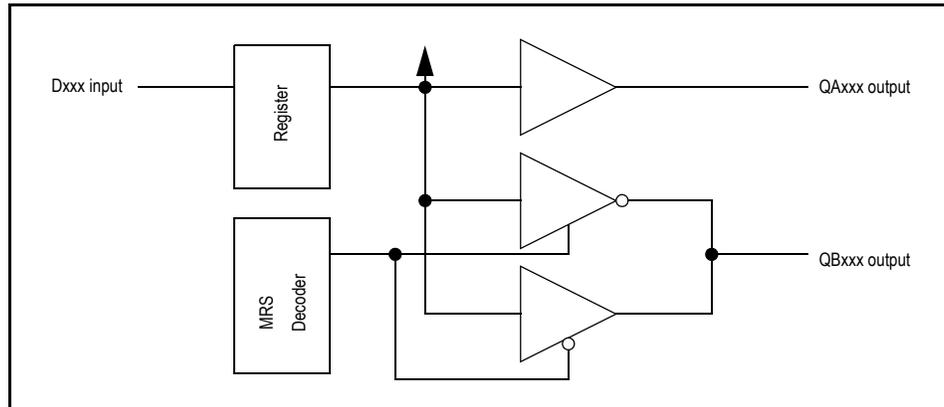 Dxxx input
Register
QAxxx output
MRS
Decoder
QBxxx output